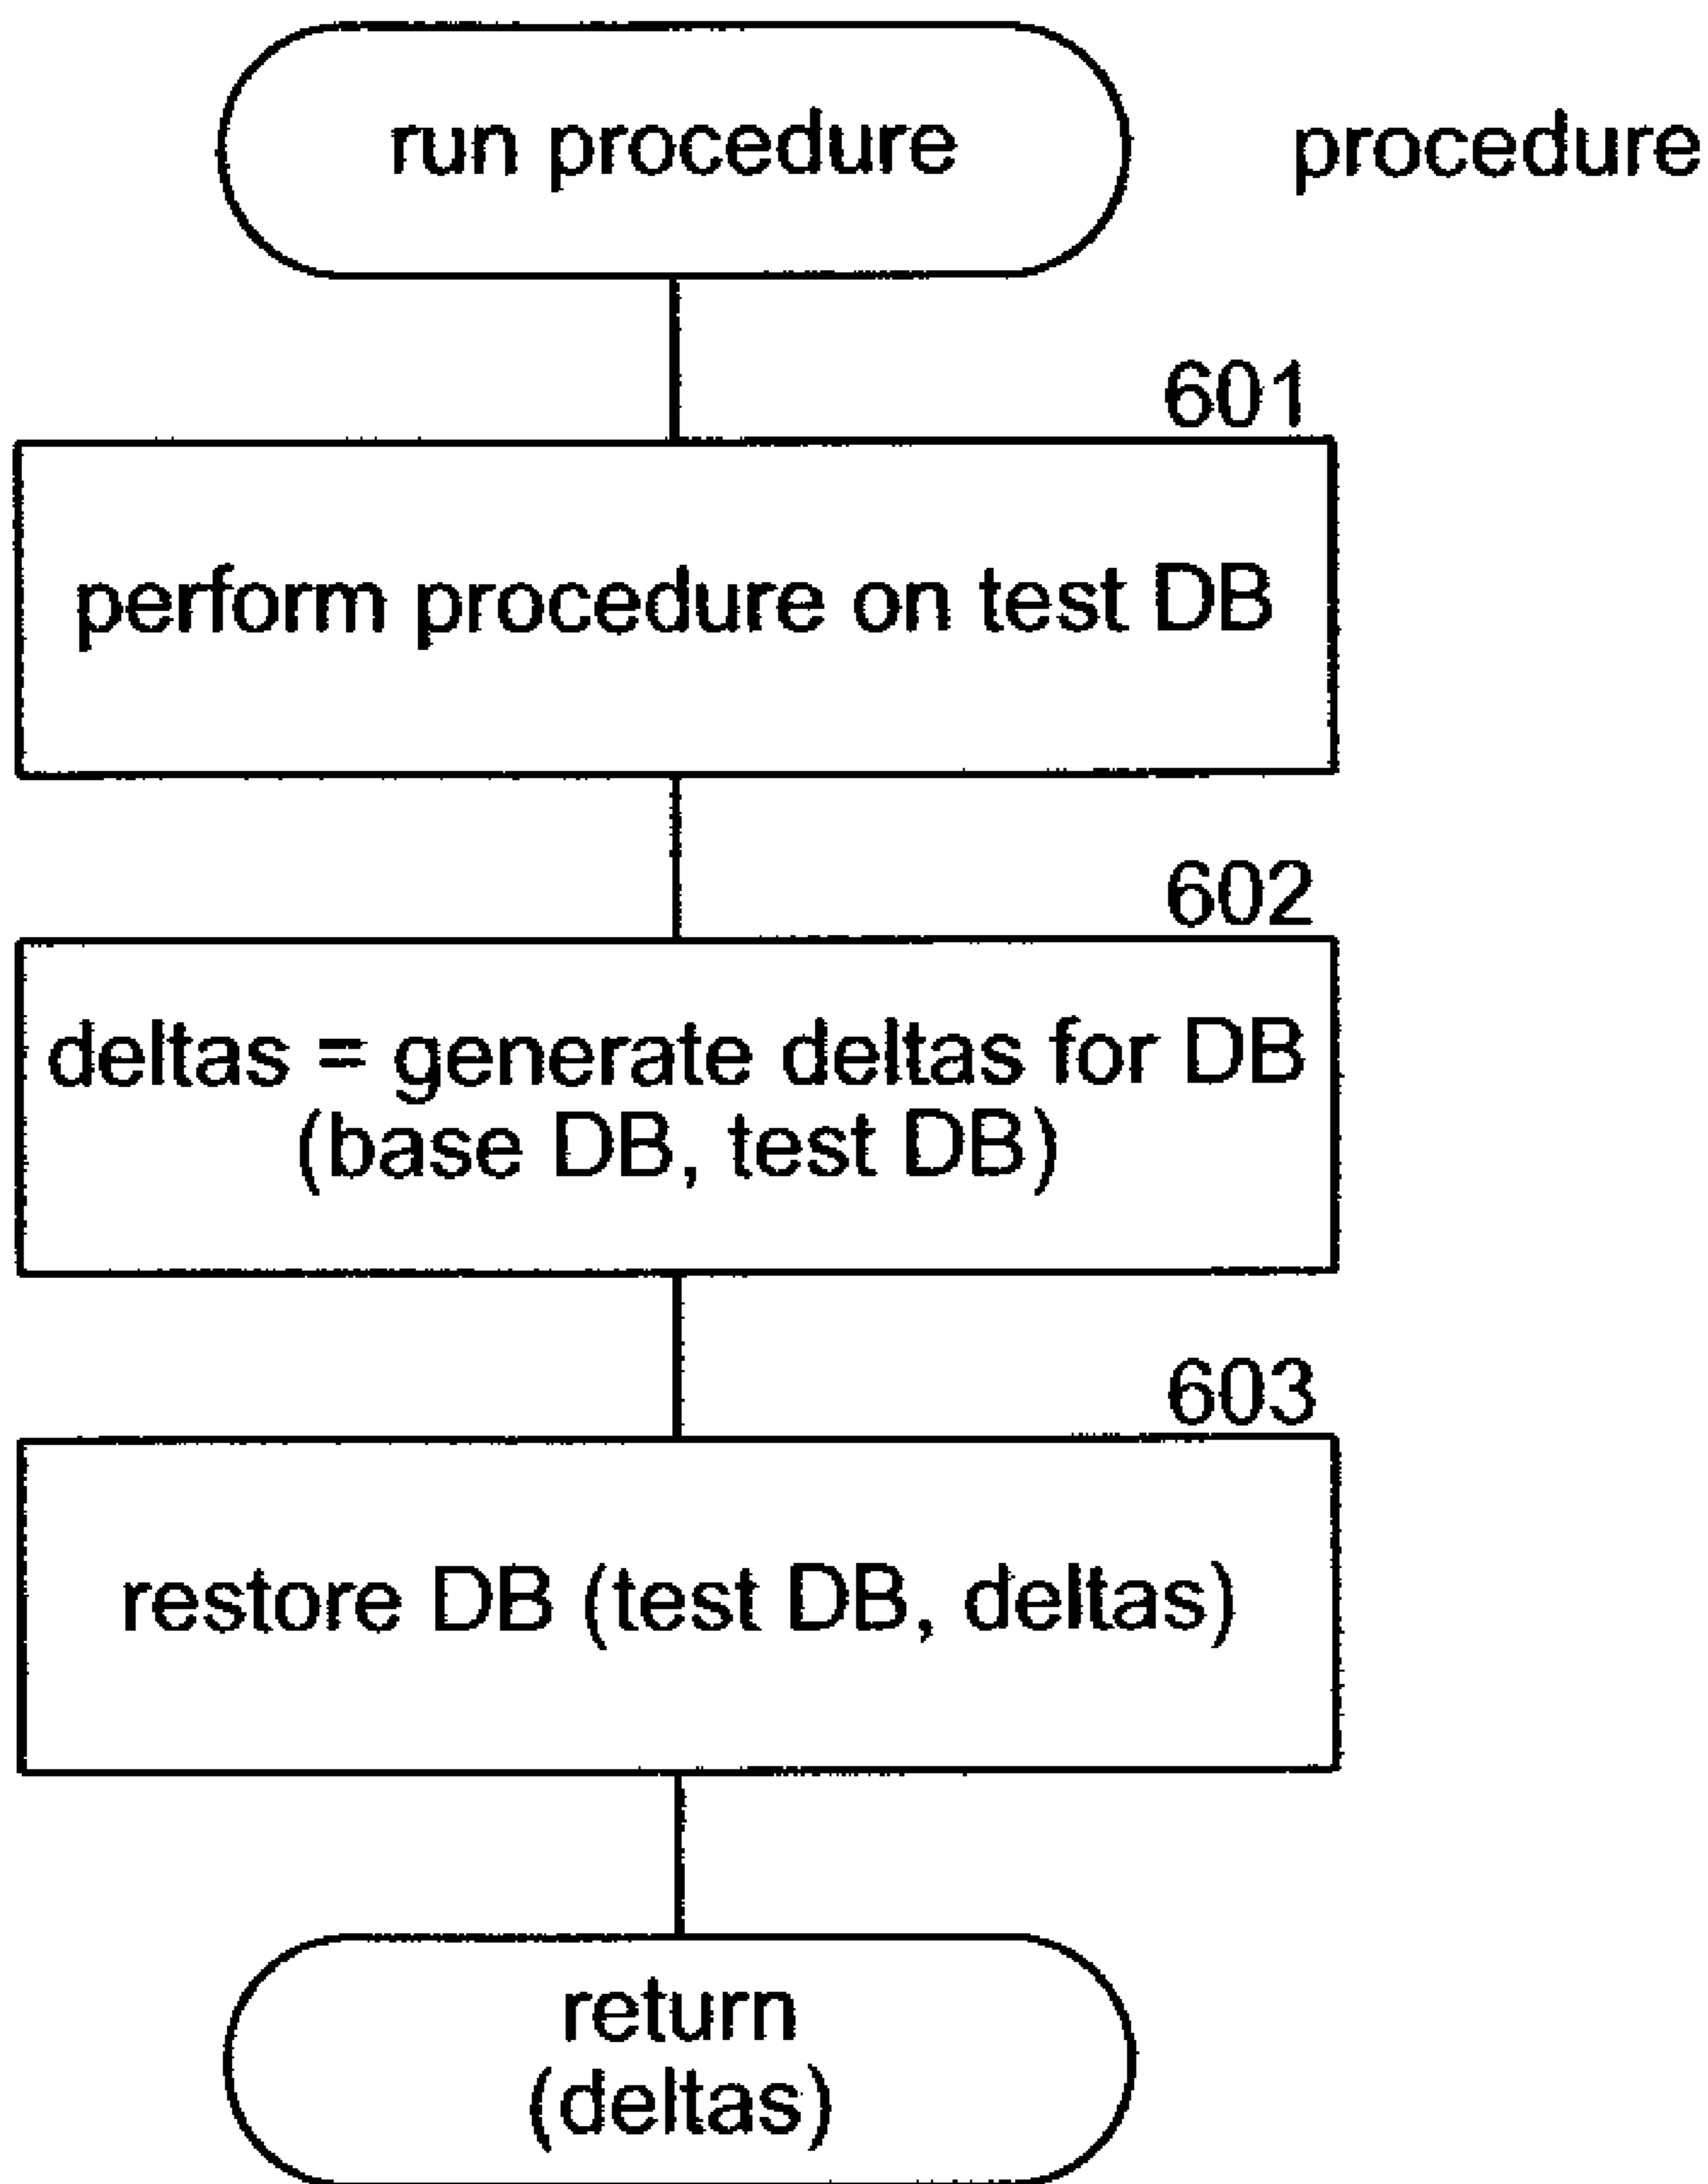 run procedure
procedure
601
perform procedure on test DB
602
deltas = generate deltas for DB
(base DB, test DB)
603
restore DB (test DB, deltas)
return
(deltas)